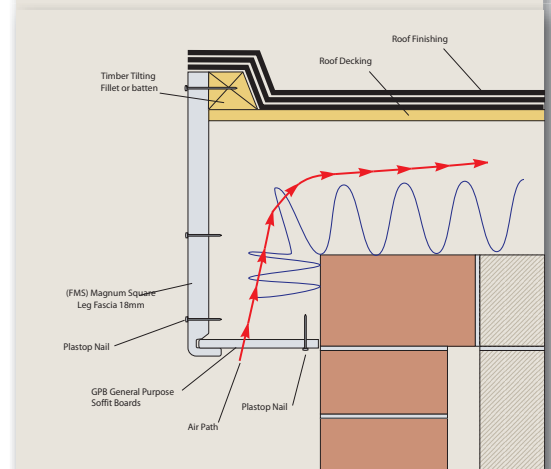 Roof Finishing
Roof Decking
Timber Tilting
Fillet or batten
(FMS) Magnum Square
Leg Fascia 18mm
Plastop Nail
GPB General Purpose
Soffit Boards
Plastop Nail
Air Path